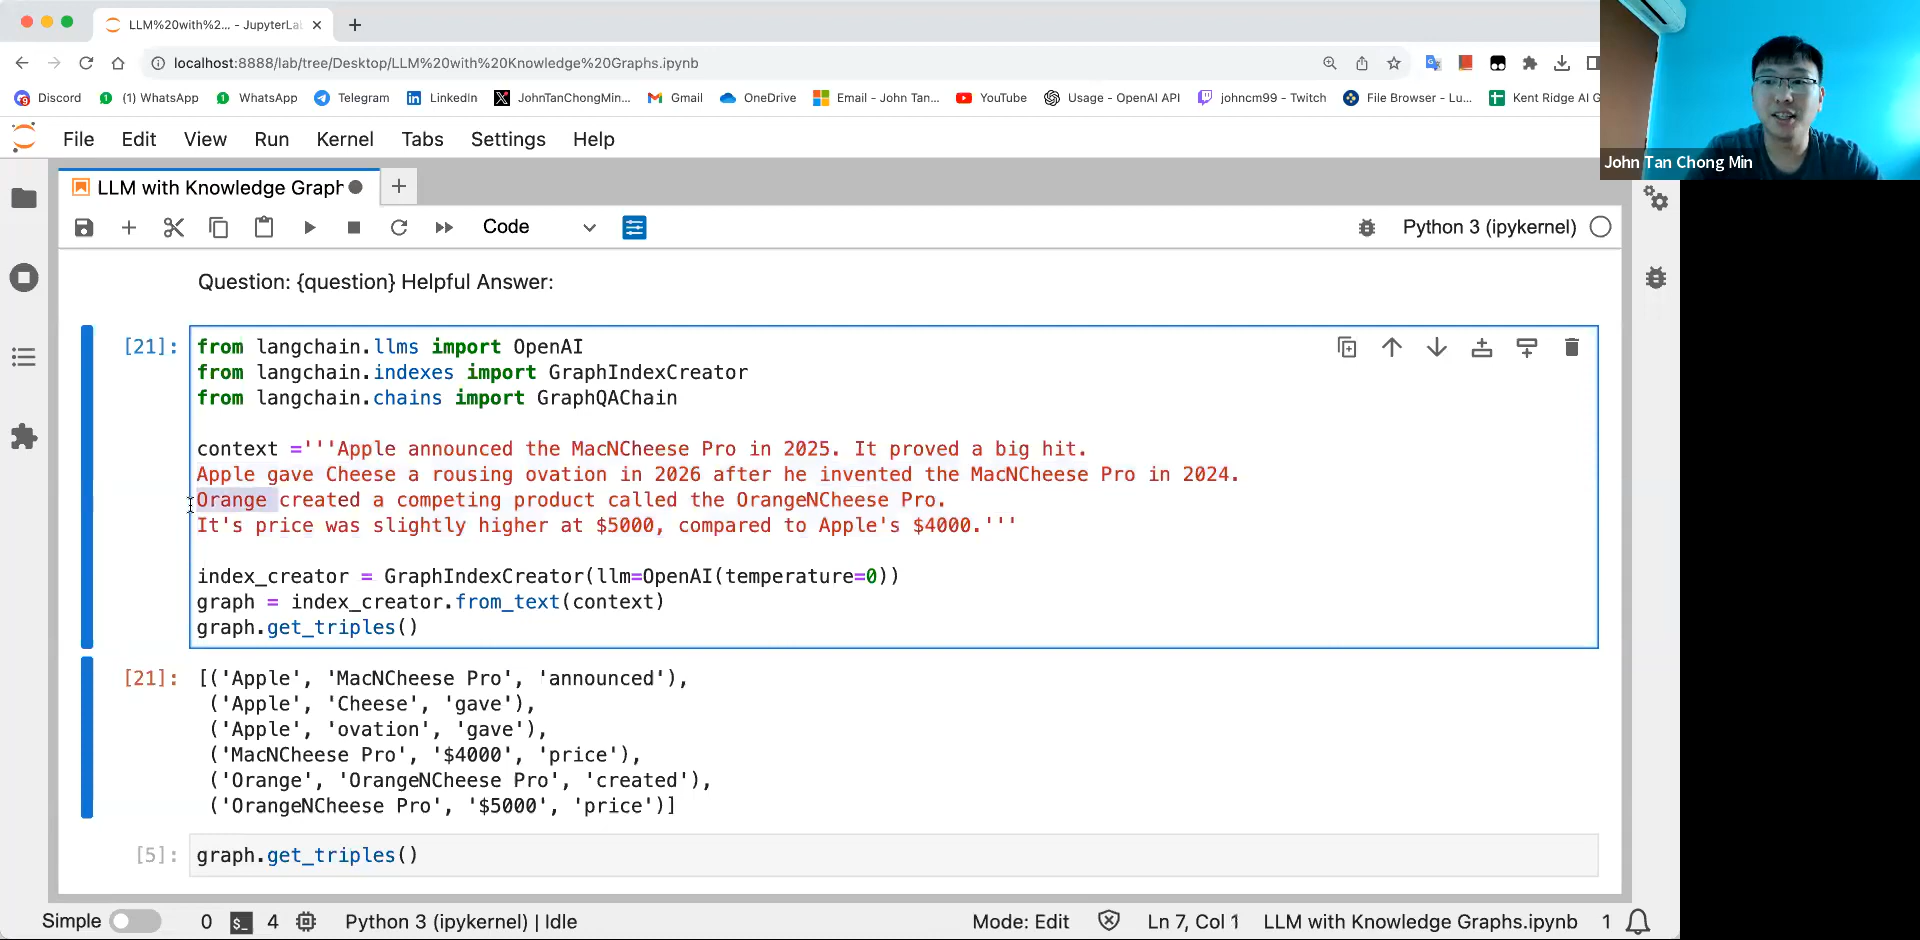 LLM%20with%2... - JupyterLa
localhost:8888/lab/tree/Desktop/LLM%20with%20Knowledge%20Graphs.ipynb
Discord (1) WhatsApp WhatsApp Telegram LinkedIn JohnTanChongMin... Gmail OneDrive Email - John Tan... YouTube Usage - OpenAI API johncm99 - Twitch File Browser - Lu... Kent Ridge AI G
John Tan Chong Min
File Edit View Run Kernel Tabs Settings Help
LLM with Knowledge Graph
Code Python 3 (ipykernel)
Question: {question} Helpful Answer:
[21]: from langchain.llms import OpenAI
from langchain.indexes import GraphIndexCreator
from langchain.chains import GraphQAChain
context ='''Apple announced the MacNCheese Pro in 2025. It proved a big hit.
Apple gave Cheese a rousing ovation in 2026 after he invented the MacNCheese Pro in 2024.
Orange created a competing product called the OrangeNCheese Pro.
It's price was slightly higher at $5000, compared to Apple's $4000.'''
index_creator = GraphIndexCreator(llm=OpenAI(temperature=0))
graph = index_creator.from_text(context)
graph.get_triples()
[21]: [('Apple', 'MacNCheese Pro', 'announced'),
('Apple', 'Cheese', 'gave'),
('Apple', 'ovation', 'gave'),
('MacNCheese Pro', '$4000', 'price'),
('Orange', 'OrangeNCheese Pro', 'created'),
('OrangeNCheese Pro', '$5000', 'price')]
[5]: graph.get_triples()
Simple 0 $_ 4 Python 3 (ipykernel) | Idle Mode: Edit Ln 7, Col 1 LLM with Knowledge Graphs.ipynb 1